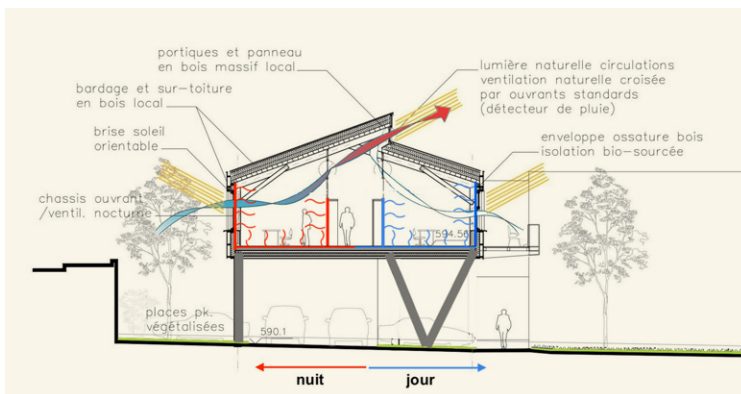 portiques et panneau
en bois massif local
lumière naturelle circulations
ventilation naturelle croisée
par ouvrants standards
(détecteur de pluie)
bardage et sur-toiture
en bois local
brise soleil
orientable
enveloppe ossature bois
isolation bio-sourcée
chassis ouvrant
/ventil. nocturne
594.56
places pk.
végétalisées
590.1
nuit
jour